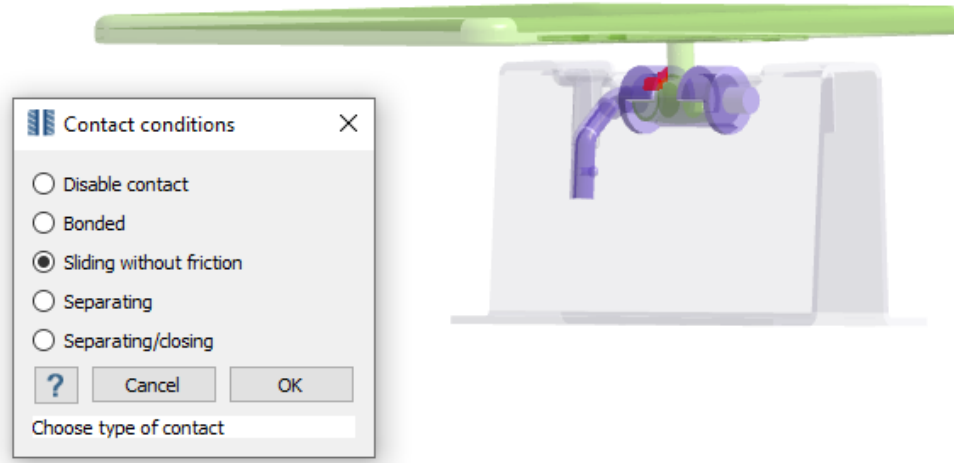 Contact conditions
Disable contact
Bonded
Sliding without friction
Separating
Separating/closing
? Cancel OK
Choose type of contact